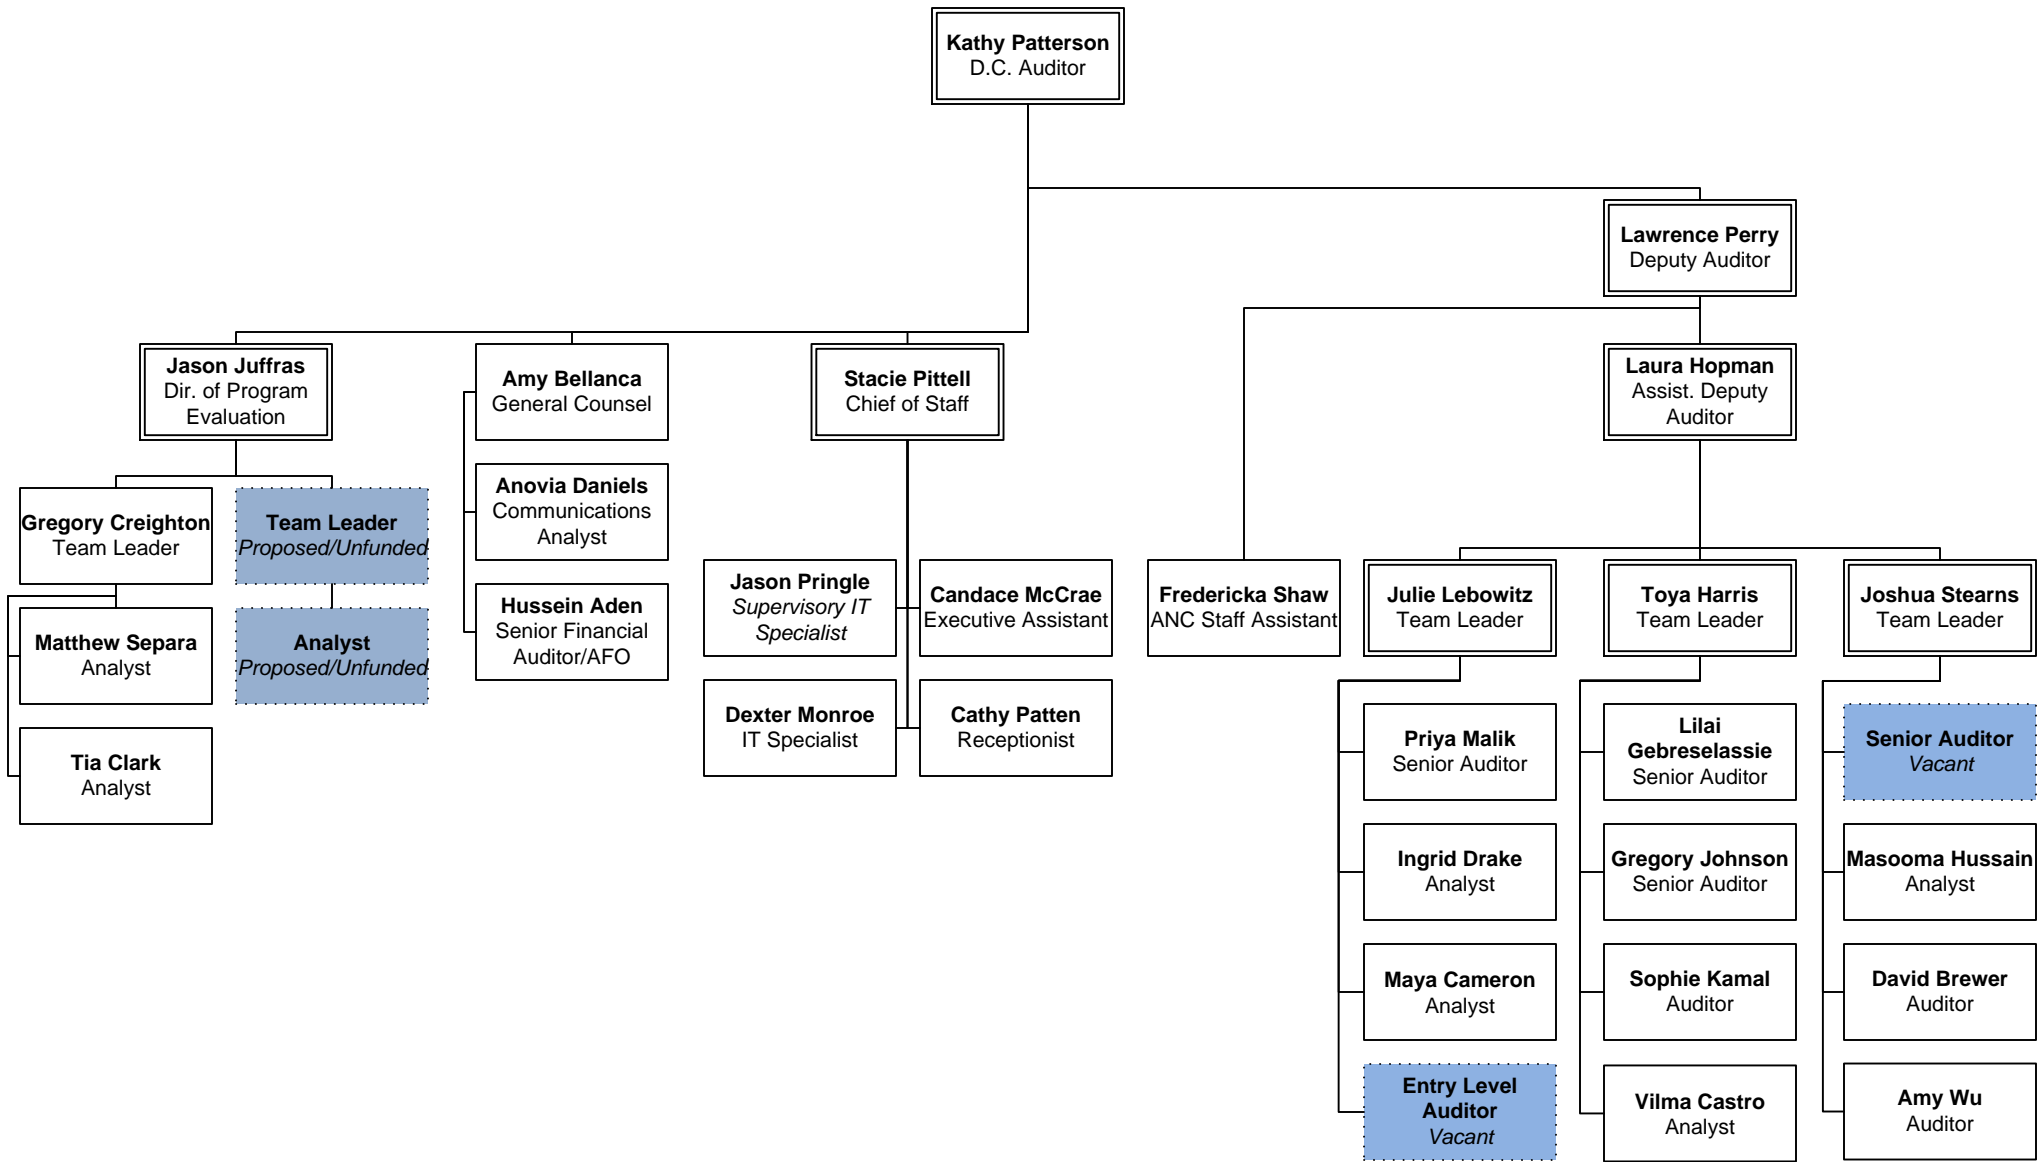 Kathy Patterson
D.C. Auditor
Lawrence Perry
Deputy Auditor
Jason Juffras
Dir. of Program
Evaluation
Amy Bellanca
General Counsel
Stacie Pittell
Chief of Staff
Laura Hopman
Assist. Deputy
Auditor
Gregory Creighton
Team Leader
Team Leader
Proposed/Unfunded
Matthew Separa
Analyst
Analyst
Proposed/Unfunded
Tia Clark
Analyst
Anovia Daniels
Communications
Analyst
Hussein Aden
Senior Financial
Auditor/AFO
Jason Pringle
Supervisory IT
Specialist
Candace McCrae
Executive Assistant
Dexter Monroe
IT Specialist
Cathy Patten
Receptionist
Fredericka Shaw
ANC Staff Assistant
Julie Lebowitz
Team Leader
Toya Harris
Team Leader
Joshua Stearns
Team Leader
Priya Malik
Senior Auditor
Ingrid Drake
Analyst
Maya Cameron
Analyst
Entry Level
Auditor
Vacant
Lilai
Gebreselassie
Senior Auditor
Gregory Johnson
Senior Auditor
Sophie Kamal
Auditor
Vilma Castro
Analyst
Senior Auditor
Vacant
Masooma Hussain
Analyst
David Brewer
Auditor
Amy Wu
Auditor